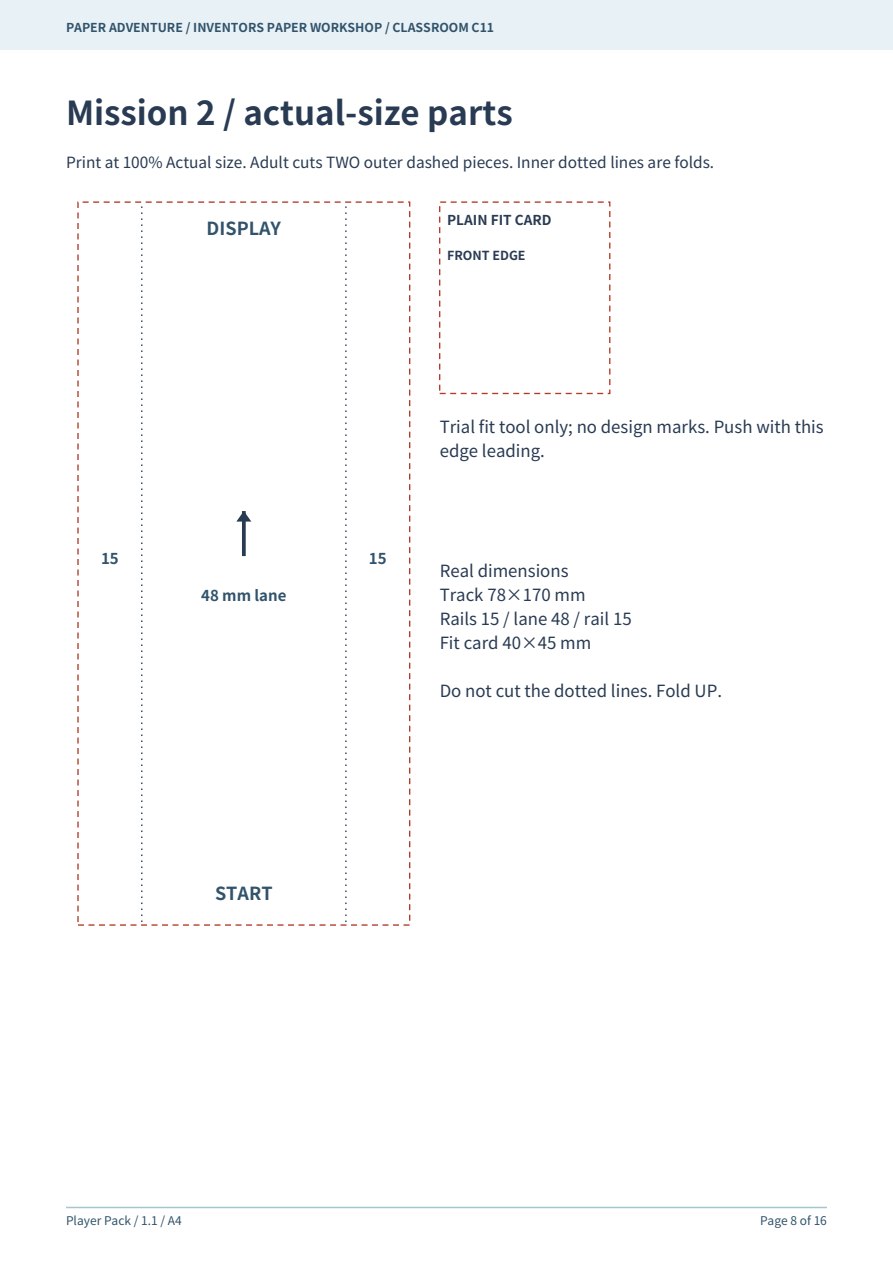 PAPER ADVENTURE / INVENTORS PAPER WORKSHOP / CLASSROOM C11
Mission 2 / actual-size parts
Print at 100% Actual size. Adult cuts TWO outer dashed pieces. Inner dotted lines are folds.
DISPLAY
15
15
48 mm lane
START
PLAIN FIT CARD
FRONT EDGE
Trial fit tool only; no design marks. Push with this
edge leading.
Real dimensions
Track 78×170 mm
Rails 15 / lane 48 / rail 15
Fit card 40×45 mm
Do not cut the dotted lines. Fold UP.
Player Pack / 1.1 / A4
Page 8 of 16